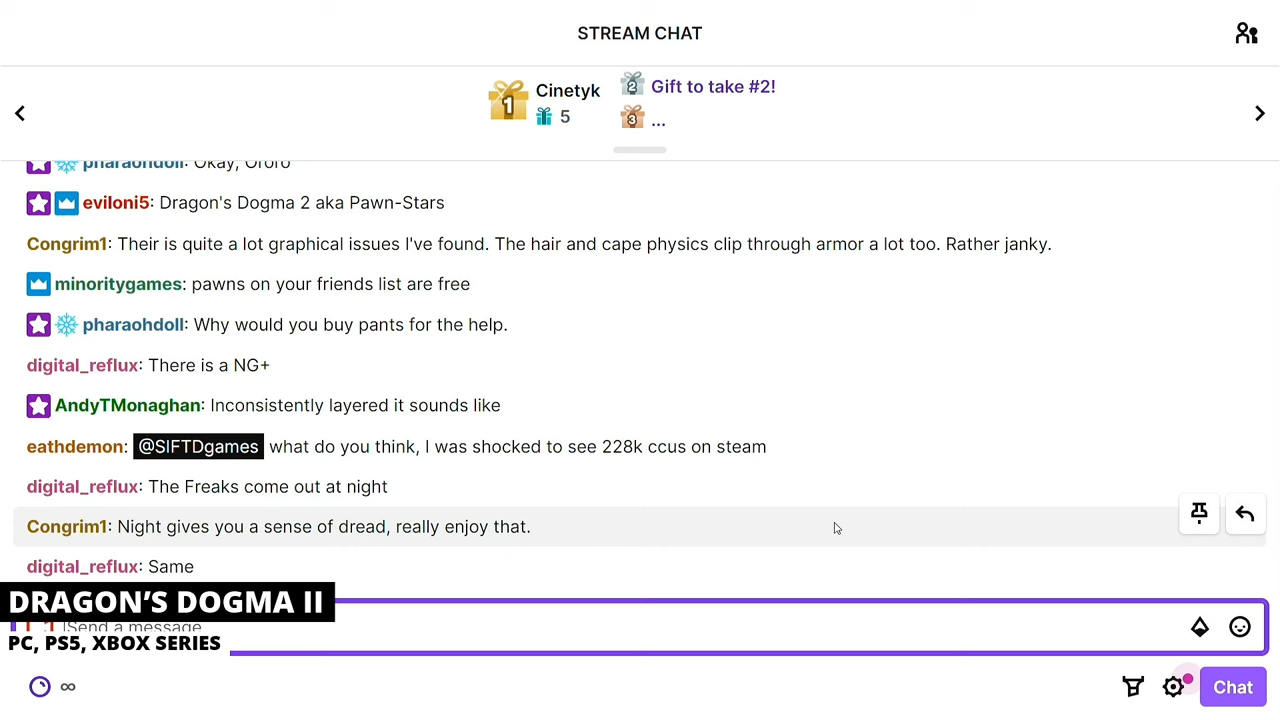 STREAM CHAT
1 Cinetyk
5
2 Gift to take #2!
3 ...
pharaohdoll: Okay, Ororo
eviloni5: Dragon's Dogma 2 aka Pawn-Stars
Congrim1: Their is quite a lot graphical issues I've found. The hair and cape physics clip through armor a lot too. Rather janky.
minoritygames: pawns on your friends list are free
pharaohdoll: Why would you buy pants for the help.
digital_reflux: There is a NG+
AndyTMonaghan: Inconsistently layered it sounds like
eathdemon: @SIFTDgames what do you think, I was shocked to see 228k ccus on steam
digital_reflux: The Freaks come out at night
Congrim1: Night gives you a sense of dread, really enjoy that.
digital_reflux: Same
DRAGON'S DOGMA II
Send a message
PC, PS5, XBOX SERIES
∞
Chat